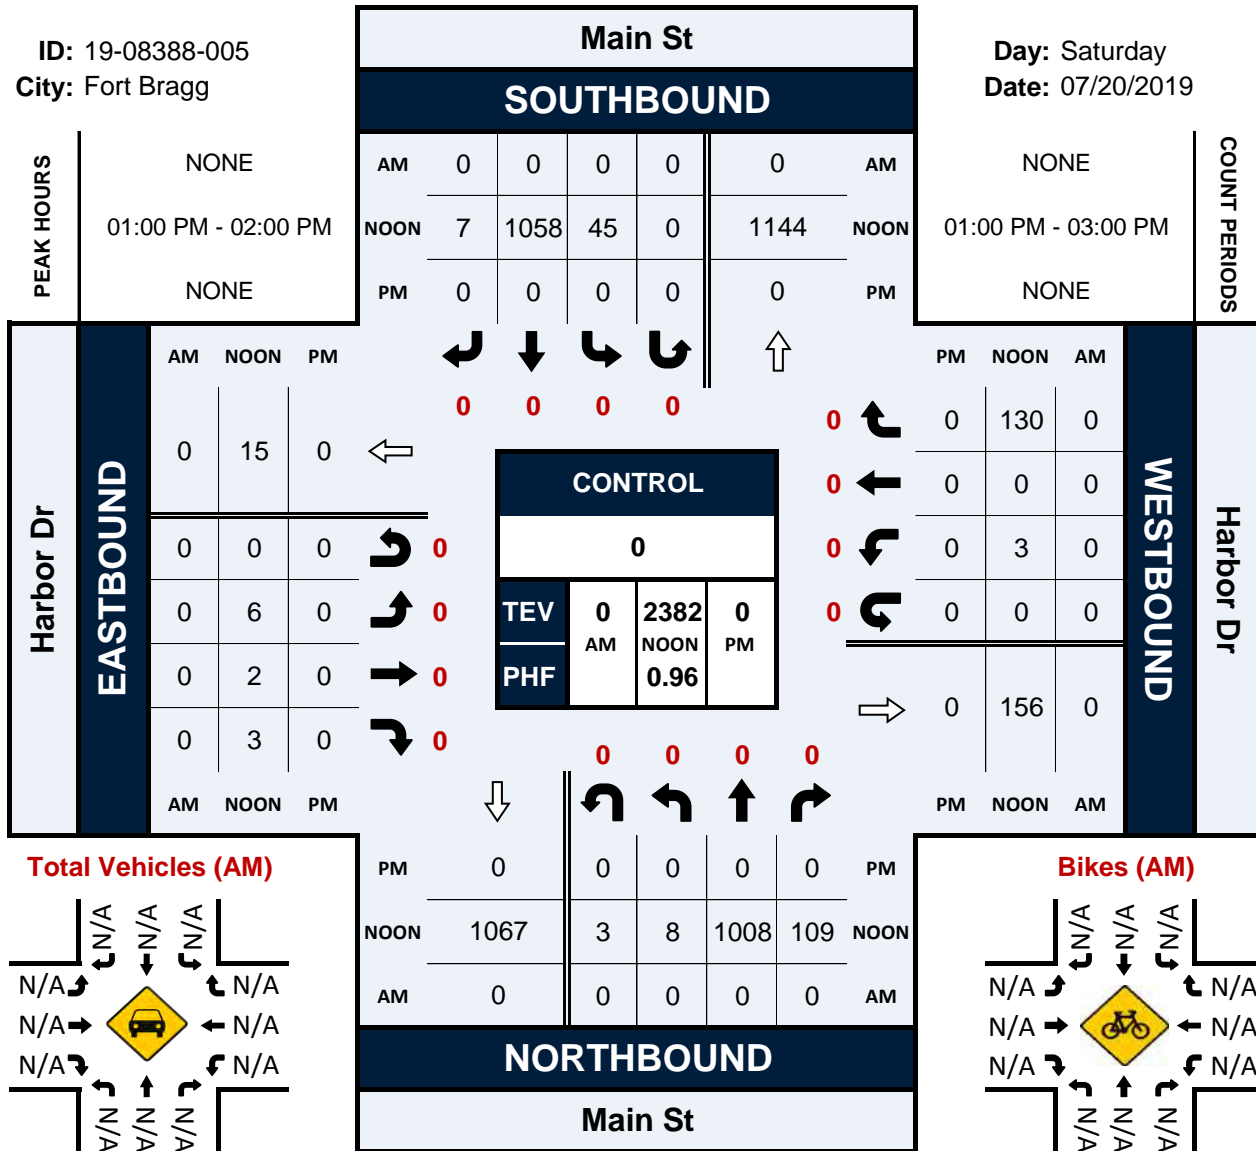 Main St
ID: 19-08388-005
Day: Saturday
City: Fort Bragg
Date: 07/20/2019
SOUTHBOUND
PEAK HOURS
NONE
AM 0 0 0 0 0 AM
NONE
COUNT PERIODS
01:00 PM - 02:00 PM
NOON 7 1058 45 0 1144 NOON
01:00 PM - 03:00 PM
NONE
PM 0 0 0 0 0 PM
NONE
Harbor Dr
EASTBOUND
AM NOON PM
PM NOON AM
0 0 0 0
0 15 0
0 0 130 0
CONTROL
0 0 0 0
0
0 0 0 0
0 0 3 0
0 6 0 0
TEV 0 2382 0
AM NOON PM
0 0 0 0
0 2 0 0
PHF 0.96
0 3 0 0
0 156 0
WESTBOUND
Harbor Dr
0 0 0 0
AM NOON PM
PM NOON AM
PM 0 0 0 0 0 PM
NOON 1067 3 8 1008 109 NOON
AM 0 0 0 0 0 AM
NORTHBOUND
Main St
Total Vehicles (AM)
N/A N/A N/A
N/A N/A
N/A N/A
N/A N/A
N/A N/A N/A
Bikes (AM)
N/A N/A N/A
N/A N/A
N/A N/A
N/A N/A
N/A N/A N/A